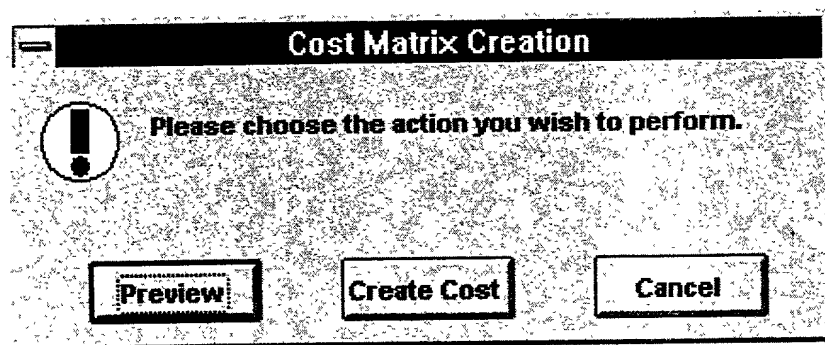 Cost Matrix Creation
Please choose the action you wish to perform.
Preview Create Cost Cancel